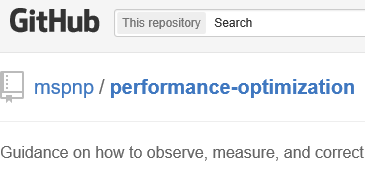 GitHub This repository Search
mspnp / performance-optimization
Guidance on how to observe, measure, and correct